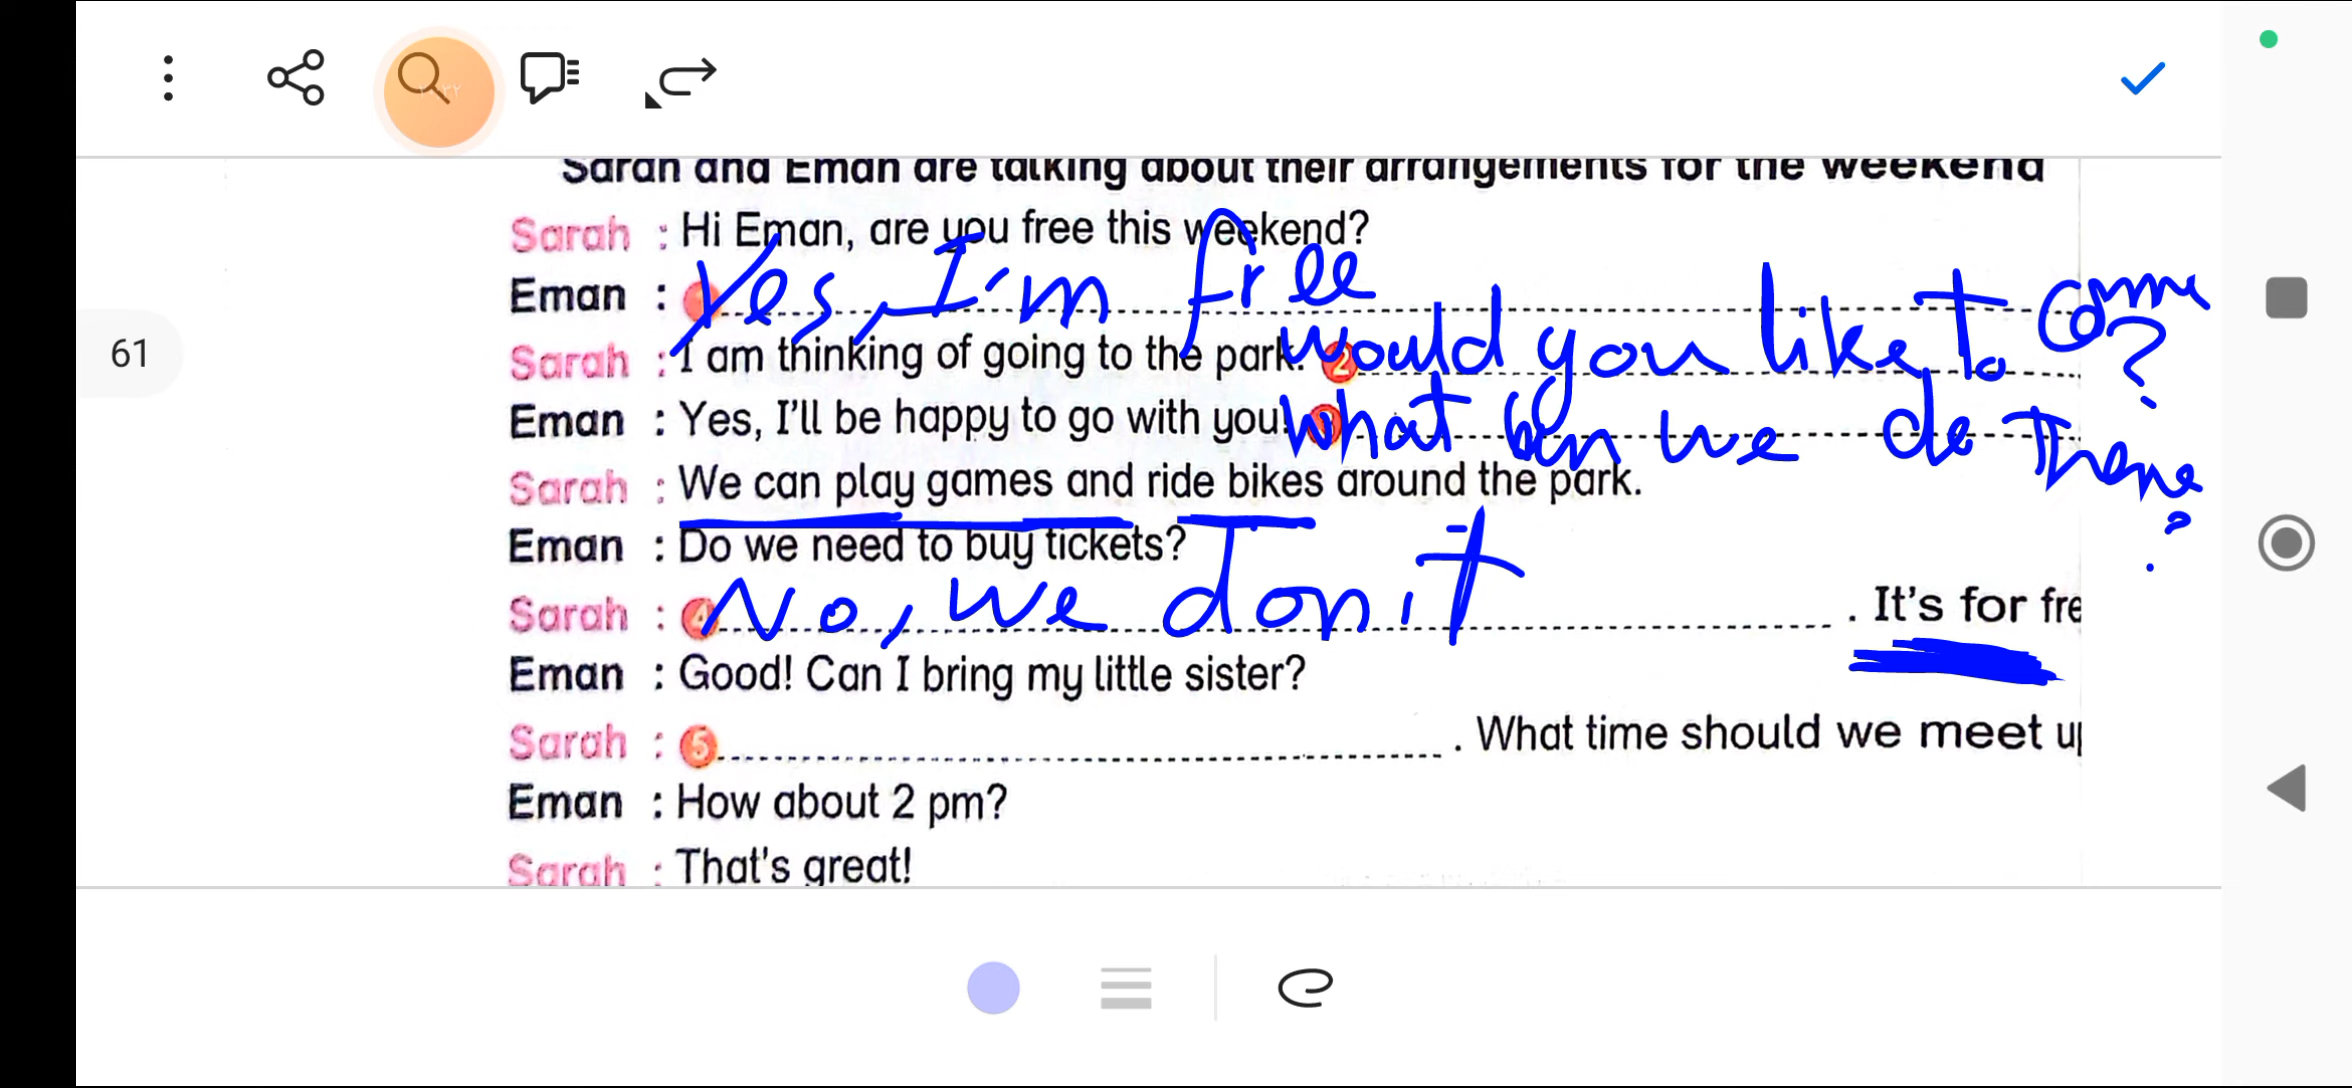 Sarah and Eman are talking about their arrangements for the weekend
Sarah : Hi Eman, are you free this weekend?
Eman : 1 Yes, I'm free
Sarah : I am thinking of going to the park. 2 would you like to come?
Eman : Yes, I'll be happy to go with you! What can we do there?
61
Sarah : We can play games and ride bikes around the park.
Eman : Do we need to buy tickets?
Sarah : 4 No, we don't . It's for fre
Eman : Good! Can I bring my little sister?
Sarah : 5 . What time should we meet up
Eman : How about 2 pm?
Sarah : That's great!